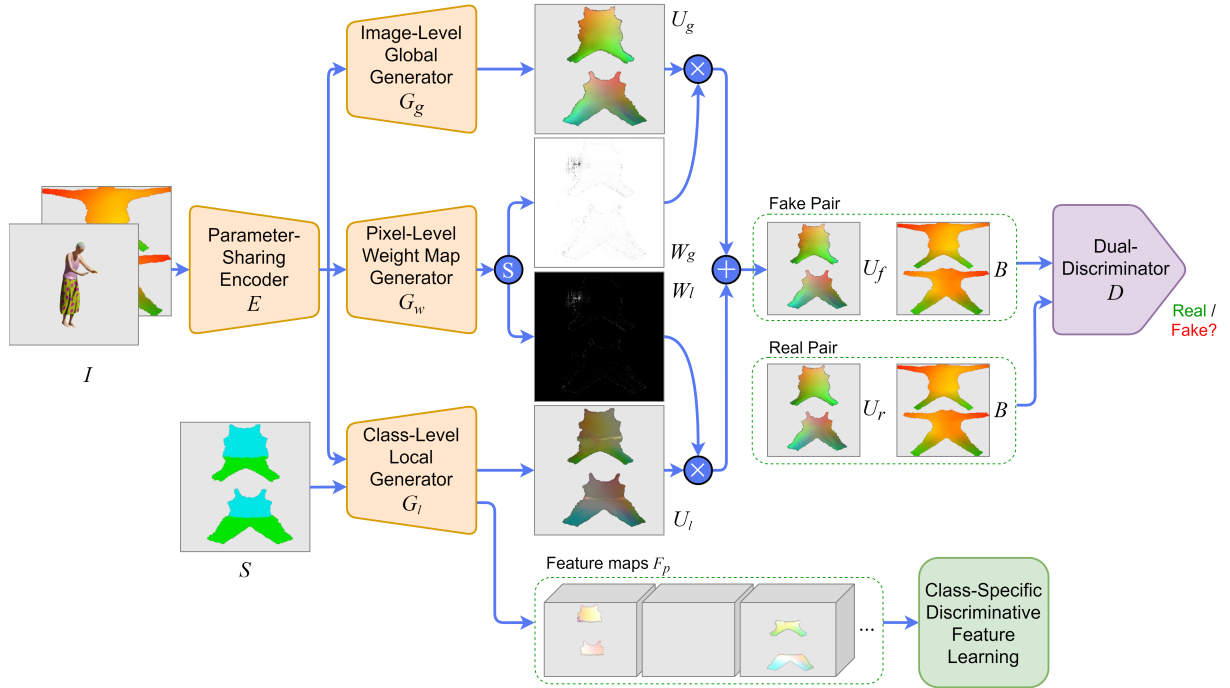 Image-Level
Global
Generator
G_g
U_g
×
Parameter-
Sharing
Encoder
E
Pixel-Level
Weight Map
Generator
G_w
S
W_g
W_l
+
I
S
Class-Level
Local
Generator
G_l
U_l
×
Fake Pair
U_f
B
Real Pair
U_r
B
Dual-
Discriminator
D
Real /
Fake?
Feature maps F_p
...
Class-Specific
Discriminative
Feature
Learning